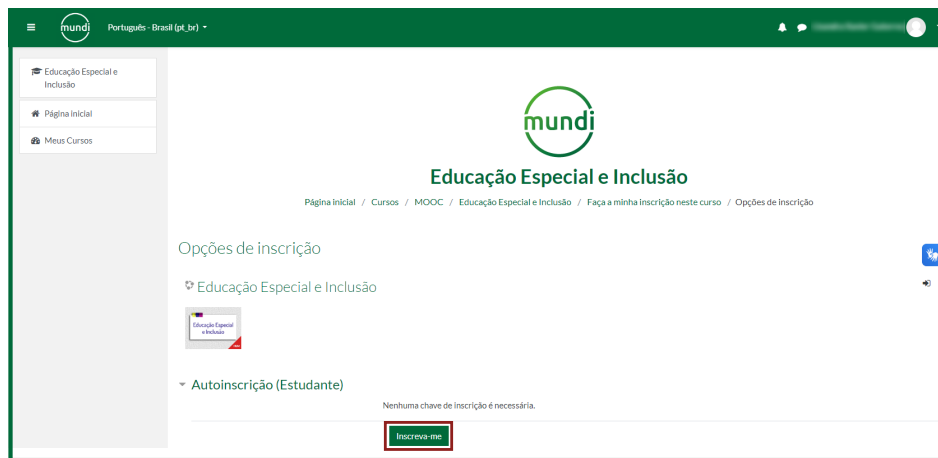 mundi
Português - Brasil (pt_br)
Educação Especial e
Inclusão
Página inicial
Meus Cursos
mundi
Educação Especial e Inclusão
Página inicial / Cursos / MOOC / Educação Especial e Inclusão / Faça a minha inscrição neste curso / Opções de inscrição
Opções de inscrição
Educação Especial e Inclusão
Educação Especial
e Inclusão
Autoinscrição (Estudante)
Nenhuma chave de inscrição é necessária.
Inscreva-me